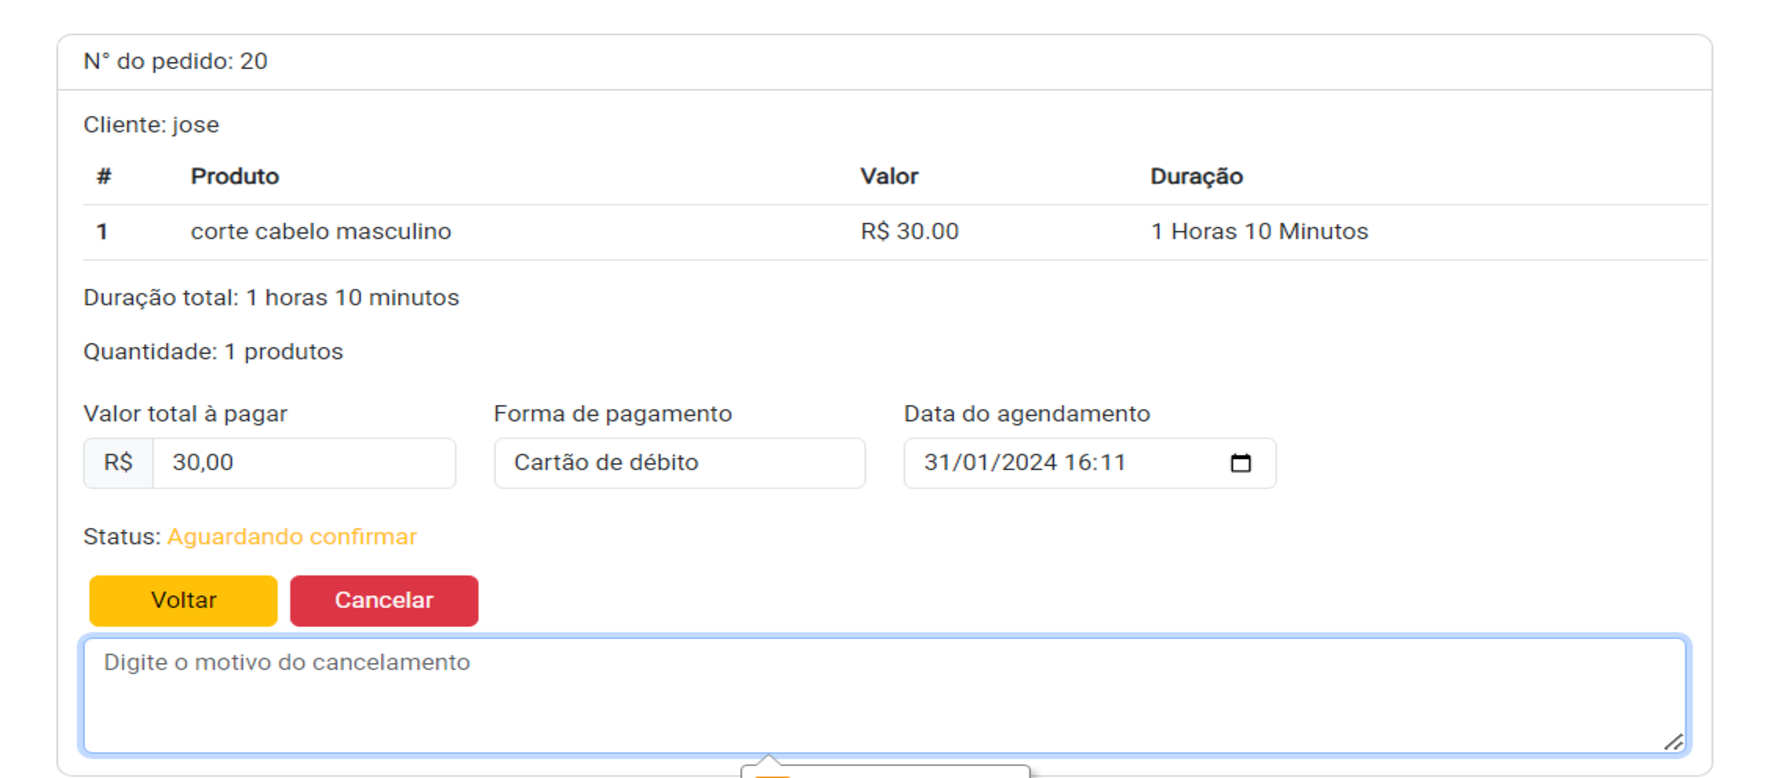 N° do pedido: 20
Cliente: jose
# Produto Valor Duração
1 corte cabelo masculino R$ 30.00 1 Horas 10 Minutos
Duração total: 1 horas 10 minutos
Quantidade: 1 produtos
Valor total à pagar Forma de pagamento Data do agendamento
R$ 30,00 Cartão de débito 31/01/2024 16:11
Status: Aguardando confirmar
Voltar Cancelar
Digite o motivo do cancelamento